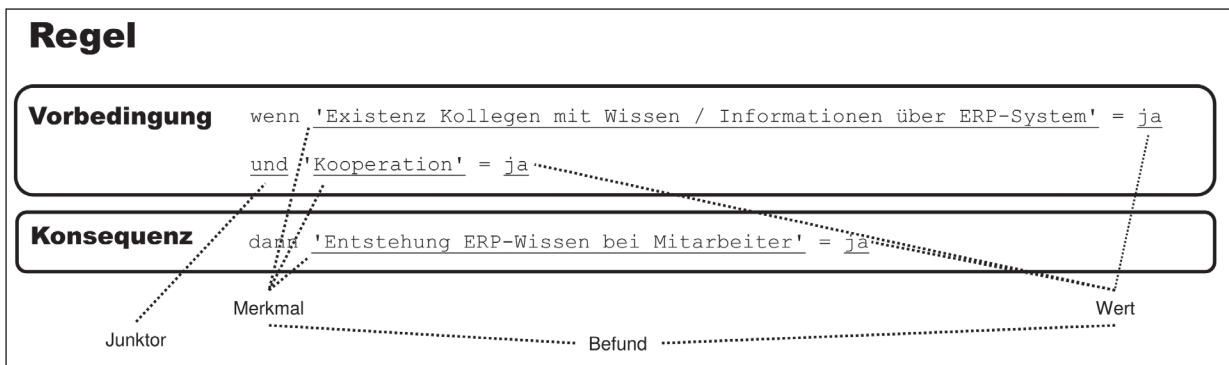 Regel
Vorbedingung wenn 'Existenz Kollegen mit Wissen / Informationen über ERP-System' = ja
und 'Kooperation' = ja
Konsequenz dann 'Entstehung ERP-Wissen bei Mitarbeiter' = ja
Merkmal Wert
Junktor Befund